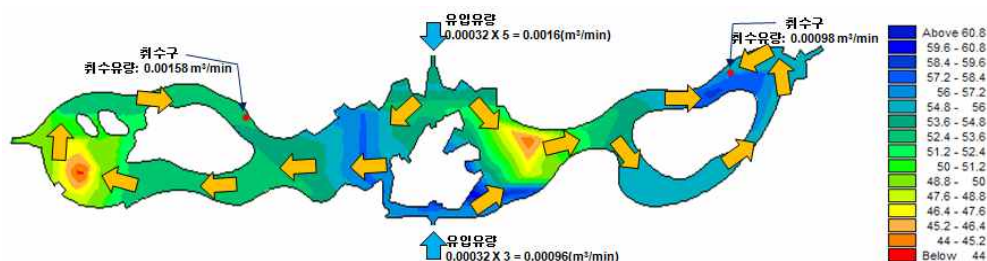 유입유량
0.00032 X 5 = 0.0016(m³/min)
취수구
취수유량: 0.00098 m³/min
취수구
취수유량: 0.00158 m³/min
유입유량
0.00032 X 3 = 0.00096(m³/min)
Above 60.8
59.6 - 60.8
58.4 - 59.6
57.2 - 58.4
56 - 57.2
54.8 - 56
53.6 - 54.8
52.4 - 53.6
51.2 - 52.4
50 - 51.2
48.8 - 50
47.6 - 48.8
46.4 - 47.6
45.2 - 46.4
44 - 45.2
Below 44